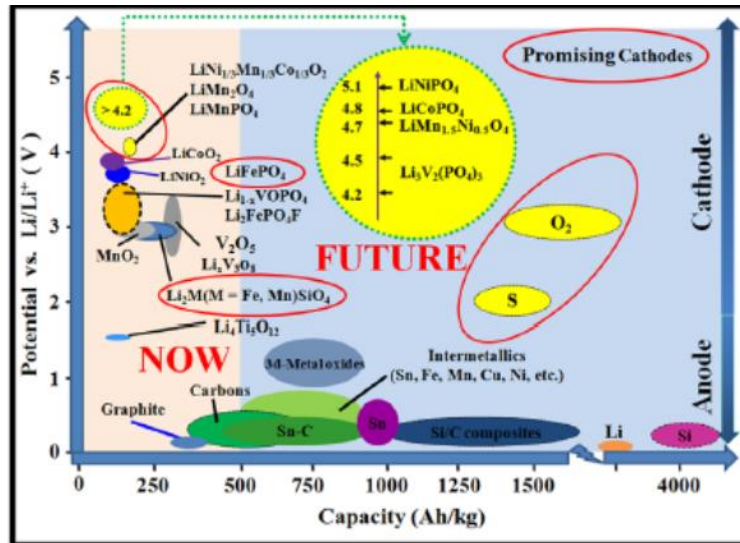 Promising Cathodes
LiNi1/3Mn1/3Co1/3O2
LiMn2O4
LiMnPO4
> 4.2
5.1 LiNiPO4
4.8 LiCoPO4
4.7 LiMn1.5Ni0.5O4
4.5
Li3V2(PO4)3
4.2
LiCoO2
LiNiO2
LiFePO4
Li1-xVOPO4
Li2FePO4F
MnO2
V2O5
LixV3O8
Li2M(M = Fe, Mn)SiO4
Li4Ti5O12
NOW
FUTURE
O2
S
3d-Metal oxides
Intermetallics
(Sn, Fe, Mn, Cu, Ni, etc.)
Carbons
Graphite
Sn-C
Sn
Si/C composites
Li
Si
Cathode
Anode
Potential vs. Li/Li+ ( V )
5
4
3
2
1
0
0 250 500 1000 1250 1500 4000
Capacity (Ah/kg)